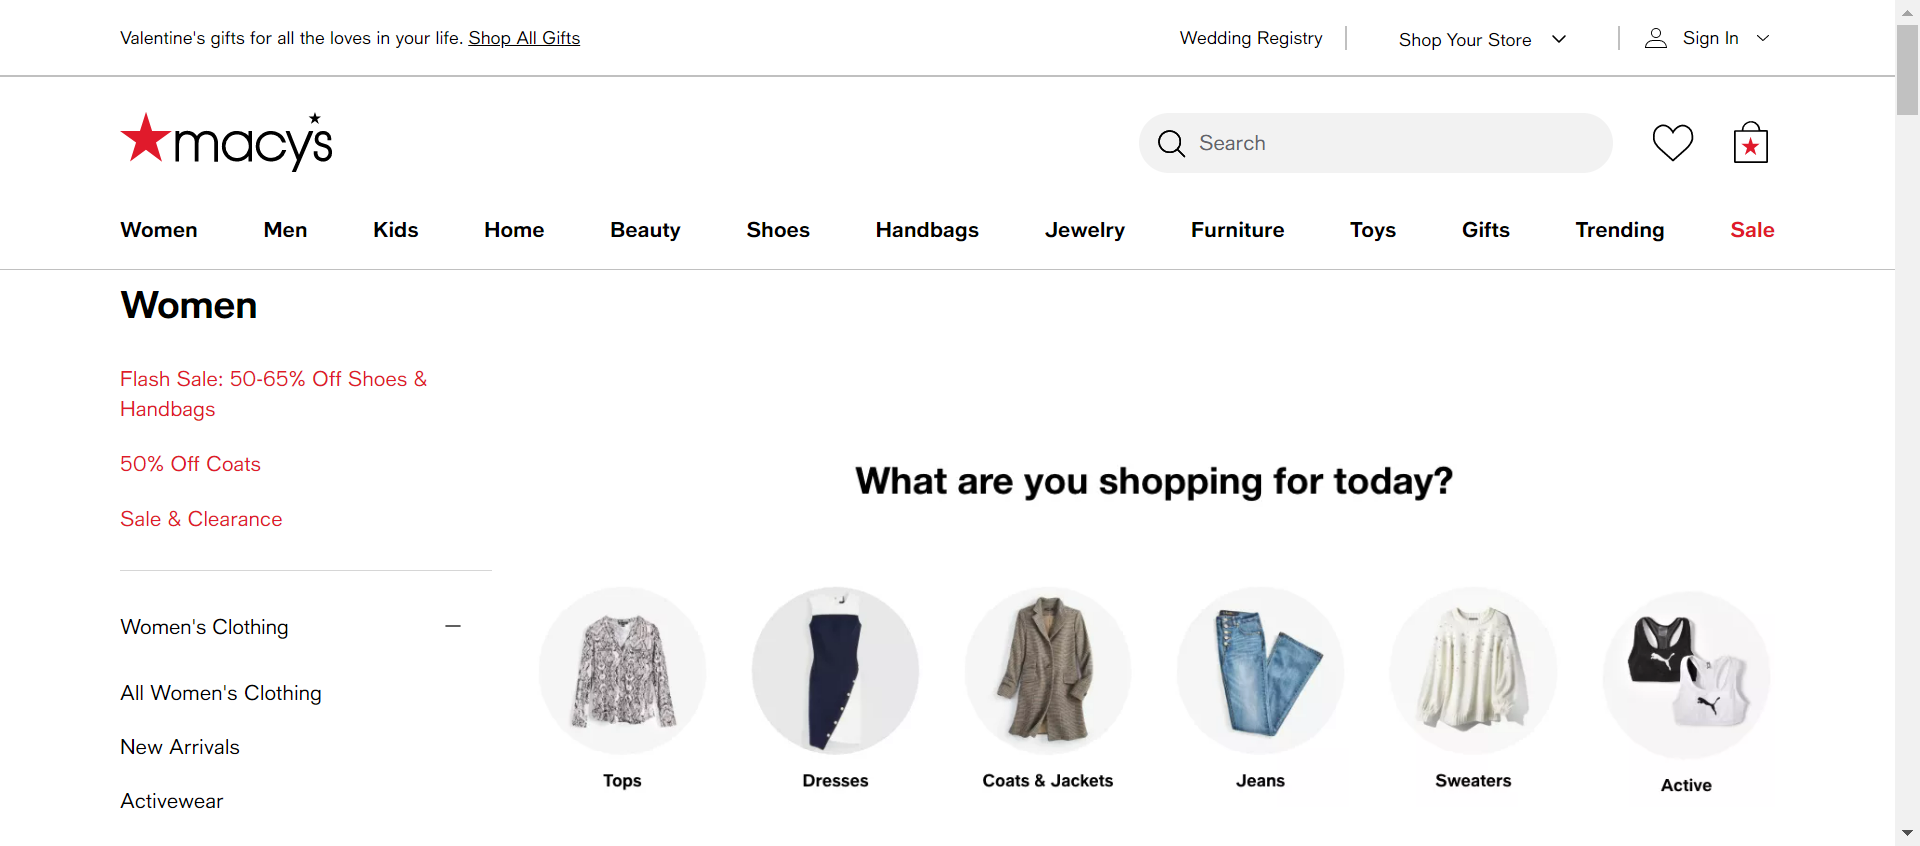 Valentine's gifts for all the loves in your life. Shop All Gifts
Wedding Registry
Shop Your Store
Sign In
macy's
Search
Women
Men
Kids
Home
Beauty
Shoes
Handbags
Jewelry
Furniture
Toys
Gifts
Trending
Sale
Women
Flash Sale: 50-65% Off Shoes &
Handbags
50% Off Coats
Sale & Clearance
Women's Clothing
All Women's Clothing
New Arrivals
Activewear
What are you shopping for today?
Tops
Dresses
Coats & Jackets
Jeans
Sweaters
Active